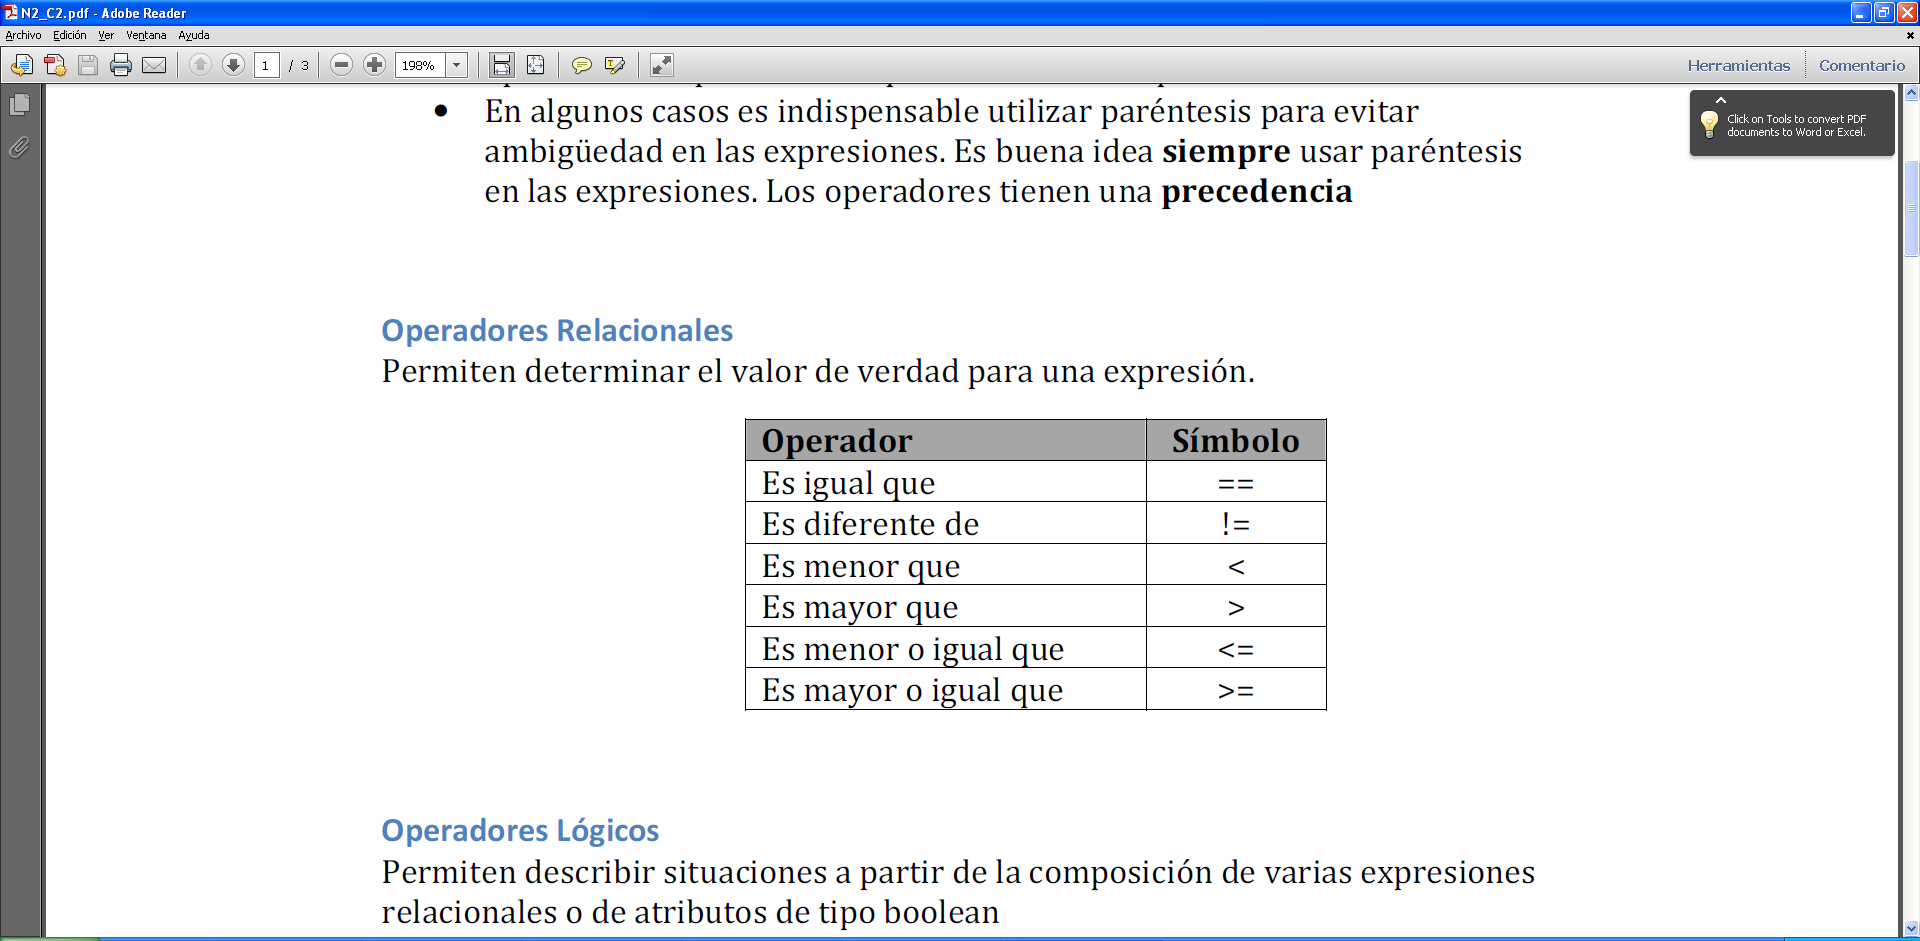 N2_C2.pdf - Adobe Reader
Archivo Edición Ver Ventana Ayuda
1 / 3 198% Herramientas Comentario
Click on Tools to convert PDF
documents to Word or Excel.
• En algunos casos es indispensable utilizar paréntesis para evitar
ambigüedad en las expresiones. Es buena idea siempre usar paréntesis
en las expresiones. Los operadores tienen una precedencia
Operadores Relacionales
Permiten determinar el valor de verdad para una expresión.
Operador Símbolo
Es igual que ==
Es diferente de !=
Es menor que <
Es mayor que >
Es menor o igual que <=
Es mayor o igual que >=
Operadores Lógicos
Permiten describir situaciones a partir de la composición de varias expresiones
relacionales o de atributos de tipo boolean